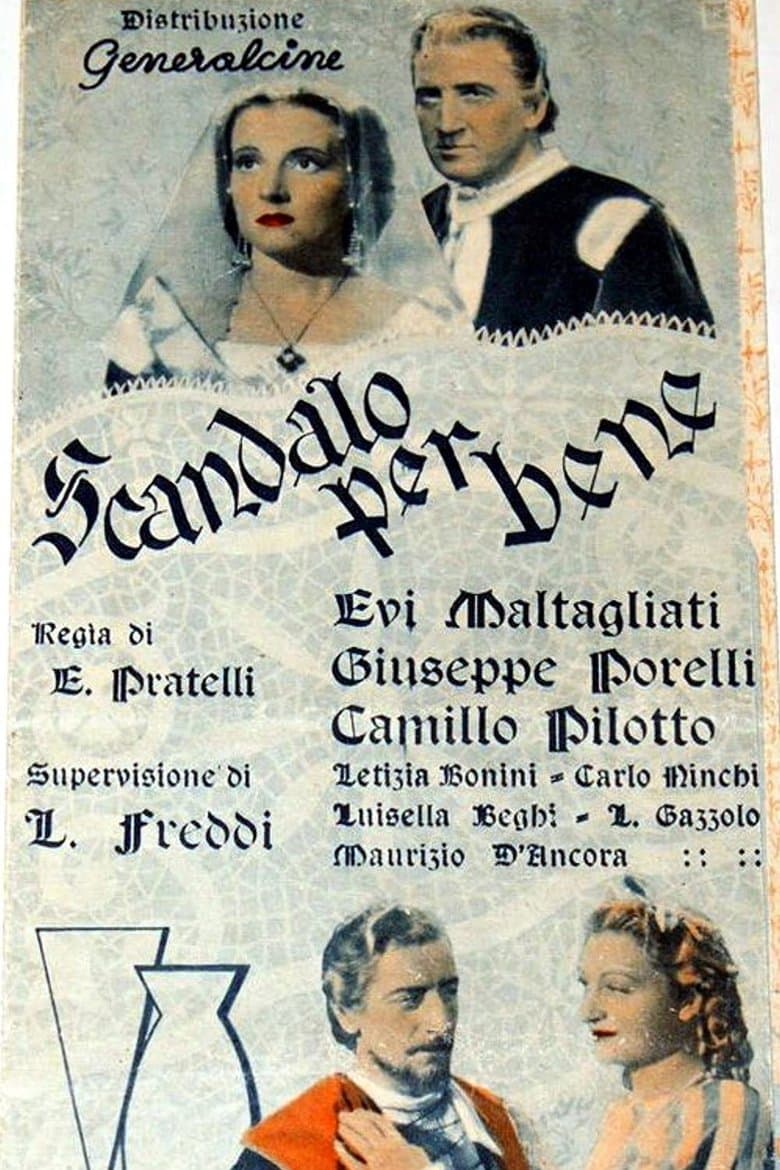 Distribuzione
Generalcine
Scandalo
per bene
Regìa di
E. Pratelli
Supervisione di
L. Freddi
Evi Maltagliati
Giuseppe Porelli
Camillo Pilotto
Letizia Bonini = Carlo Ninchi
Luisella Beghi - L. Gazzolo
Maurizio D'Ancora :: ::